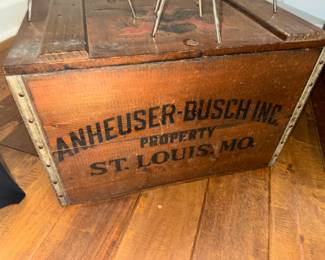 ANHEUSER-BUSCH INC.
PROPERTY
ST. LOUIS, MO.